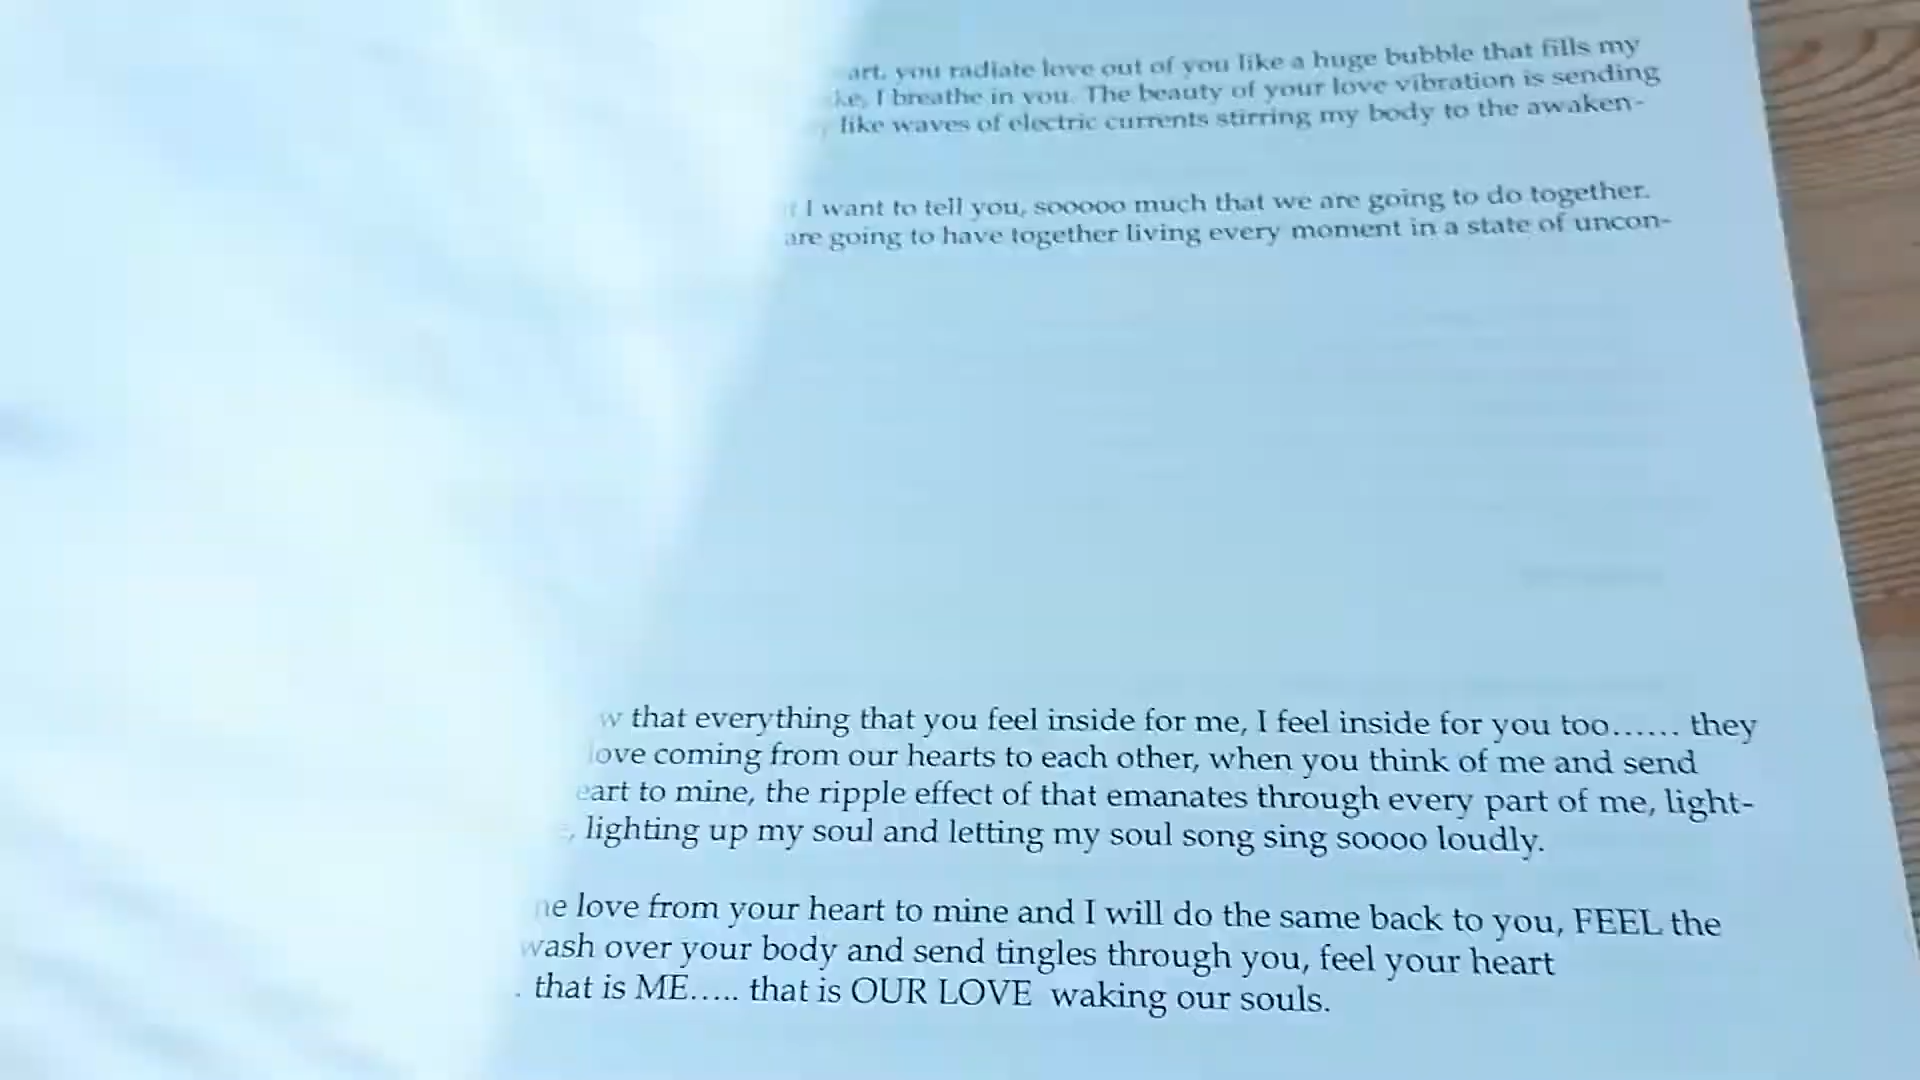 you radiate love out of you like a huge bubble that fills my
I breathe in you. The beauty of your love vibration is sending
like waves of electric currents stirring my body to the awaken-
I want to tell you, sooooo much that we are going to do together.
are going to have together living every moment in a state of uncon-
that everything that you feel inside for me, I feel inside for you too...... they
love coming from our hearts to each other, when you think of me and send
eart to mine, the ripple effect of that emanates through every part of me, light-
, lighting up my soul and letting my soul song sing soooo loudly.
love from your heart to mine and I will do the same back to you, FEEL the
wash over your body and send tingles through you, feel your heart
. that is ME..... that is OUR LOVE waking our souls.